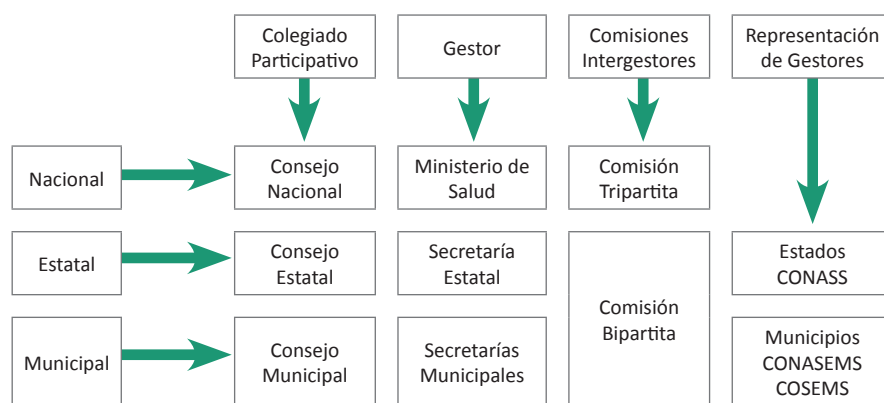 Colegiado
Participativo
Gestor
Comisiones
Intergestores
Representación
de Gestores
Nacional
Consejo
Nacional
Ministerio de
Salud
Comisión
Tripartita
Estatal
Consejo
Estatal
Secretaría
Estatal
Comisión
Bipartita
Estados
CONASS
Municipal
Consejo
Municipal
Secretarías
Municipales
Municipios
CONASEMS
COSEMS